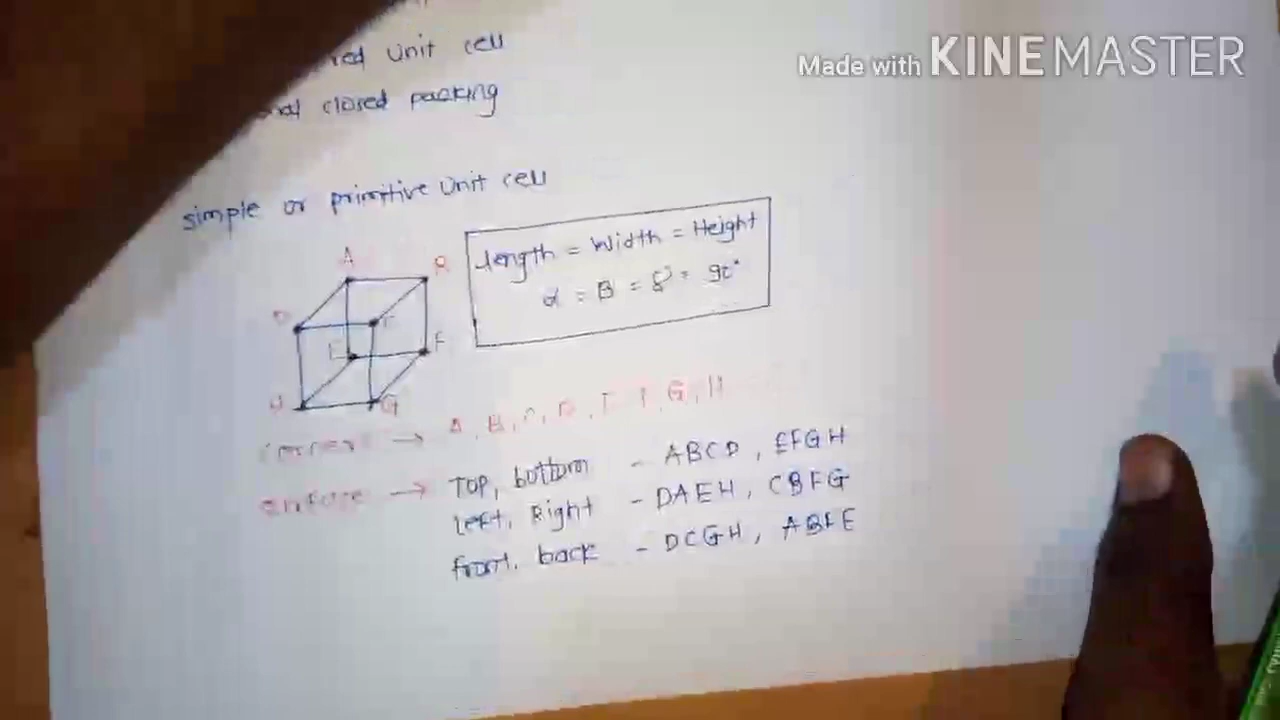 Made with KINEMASTER
unit cell
closed packing
simple or primitive unit cell
length = width = Height
α = B = 90°
A
E F
H G
→ A, B, C, D, E, F, G, H
→ Top, bottom - ABCD, EFGH
left, Right - DAEH, CBFG
front, back - DCGH, ABFE